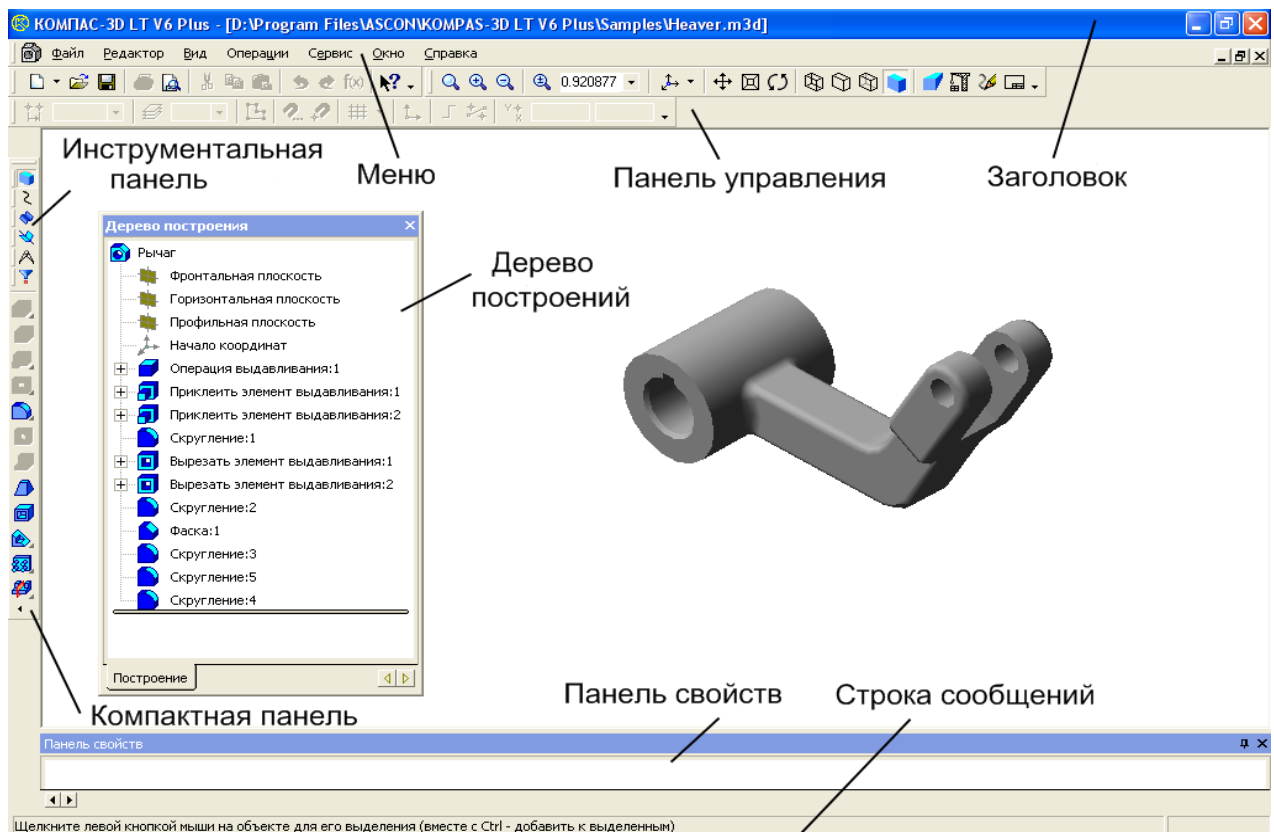 КОМПАС-3D LT V6 Plus - [D:\Program Files\ASCON\KOMPAS-3D LT V6 Plus\Samples\Heaver.m3d]
Файл Редактор Вид Операции Сервис Окно Справка
f(x) 0.920877
Инструментальная
панель
Меню
Панель управления
Заголовок
Дерево построения
Рычаг
Фронтальная плоскость
Горизонтальная плоскость
Профильная плоскость
Начало координат
Операция выдавливания:1
Приклеить элемент выдавливания:1
Приклеить элемент выдавливания:2
Скругление:1
Вырезать элемент выдавливания:1
Вырезать элемент выдавливания:2
Скругление:2
Фаска:1
Скругление:3
Скругление:5
Скругление:4
Построение
Дерево
построений
Компактная панель
Панель свойств
Строка сообщений
Панель свойств
Щелкните левой кнопкой мыши на объекте для его выделения (вместе с Ctrl - добавить к выделенным)